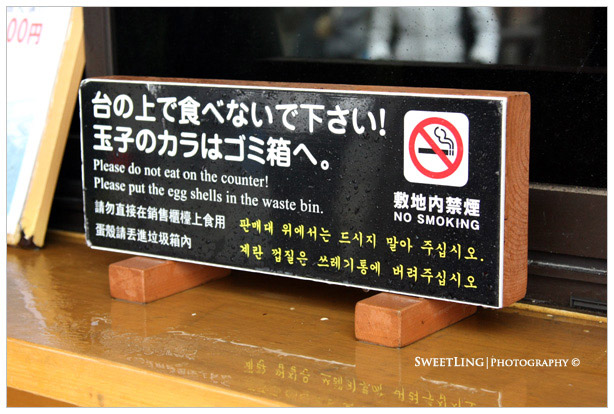 00円
台の上で食べないで下さい!
玉子のカラはゴミ箱へ。
Please do not eat on the counter!
Please put the egg shells in the waste bin.
請勿直接在銷售櫃檯上食用
蛋殼請丟進垃圾箱內
판매대 위에서는 드시지 말아 주십시오.
계란 껍질은 쓰레기통에 버려주십시오
敷地内禁煙
NO SMOKING
SWEETLING|PHOTOGRAPHY ©